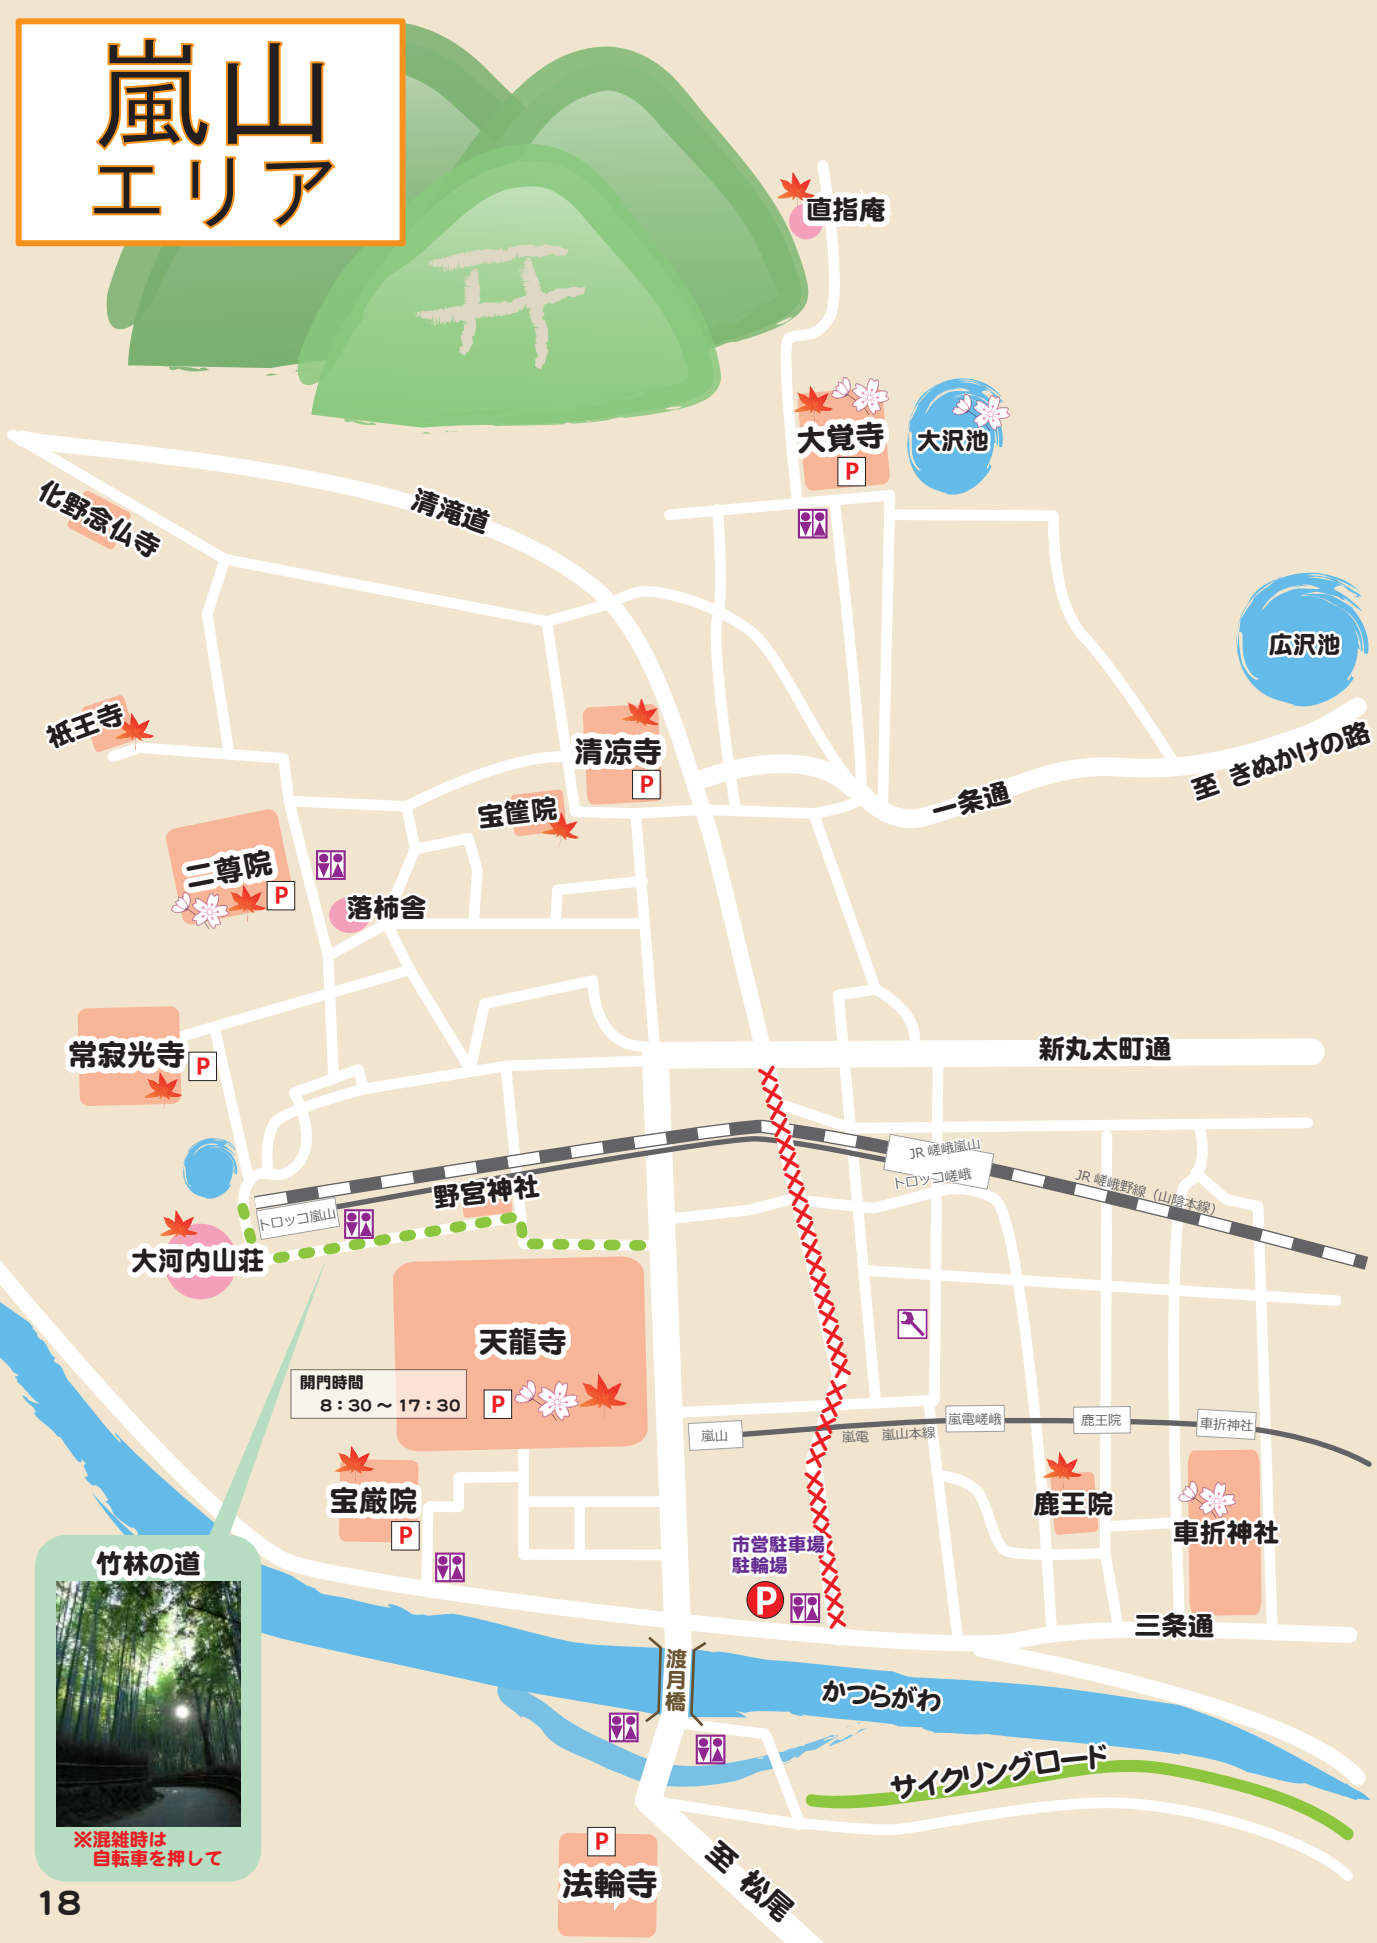 嵐山
エリア
直指庵
大覚寺
P
大沢池
化野念仏寺
清滝道
広沢池
祇王寺
清凉寺
P
至 きぬかけの路
宝筐院
一条通
二尊院
P
落柿舎
新丸太町通
常寂光寺
P
JR 嵯峨嵐山
トロッコ嵯峨
JR 嵯峨野線（山陰本線）
野宮神社
トロッコ嵐山
大河内山荘
天龍寺
開門時間
8：30 〜 17：30
P
嵐山
嵐電 嵐山本線
嵐電嵯峨
鹿王院
車折神社
宝厳院
P
鹿王院
車折神社
市営駐車場
駐輪場
P
竹林の道
三条通
渡月橋
かつらがわ
サイクリングロード
※混雑時は
自転車を押して
P
法輪寺
至 松尾
18